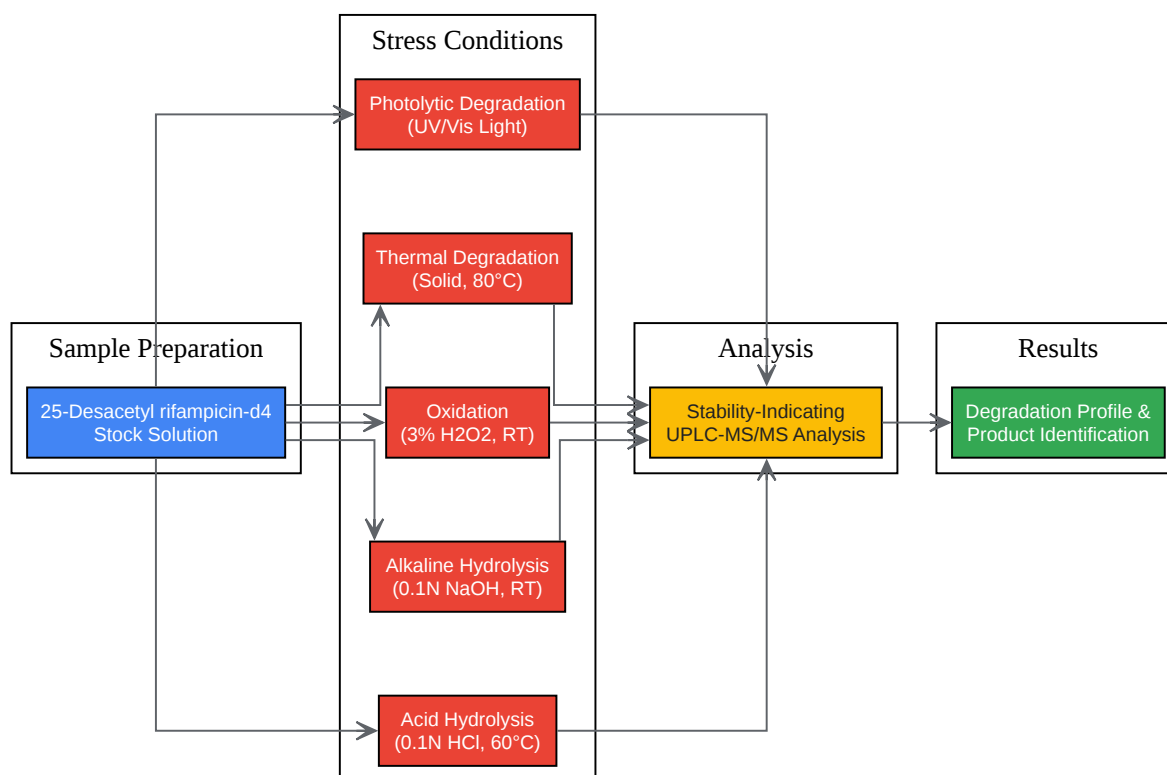 Stress Conditions
Photolytic Degradation
(UV/Vis Light)
Thermal Degradation
(Solid, 80°C)
Sample Preparation
25-Desacetyl rifampicin-d4
Stock Solution
Oxidation
(3% H2O2, RT)
Analysis
Stability-Indicating
UPLC-MS/MS Analysis
Results
Degradation Profile &
Product Identification
Alkaline Hydrolysis
(0.1N NaOH, RT)
Acid Hydrolysis
(0.1N HCl, 60°C)